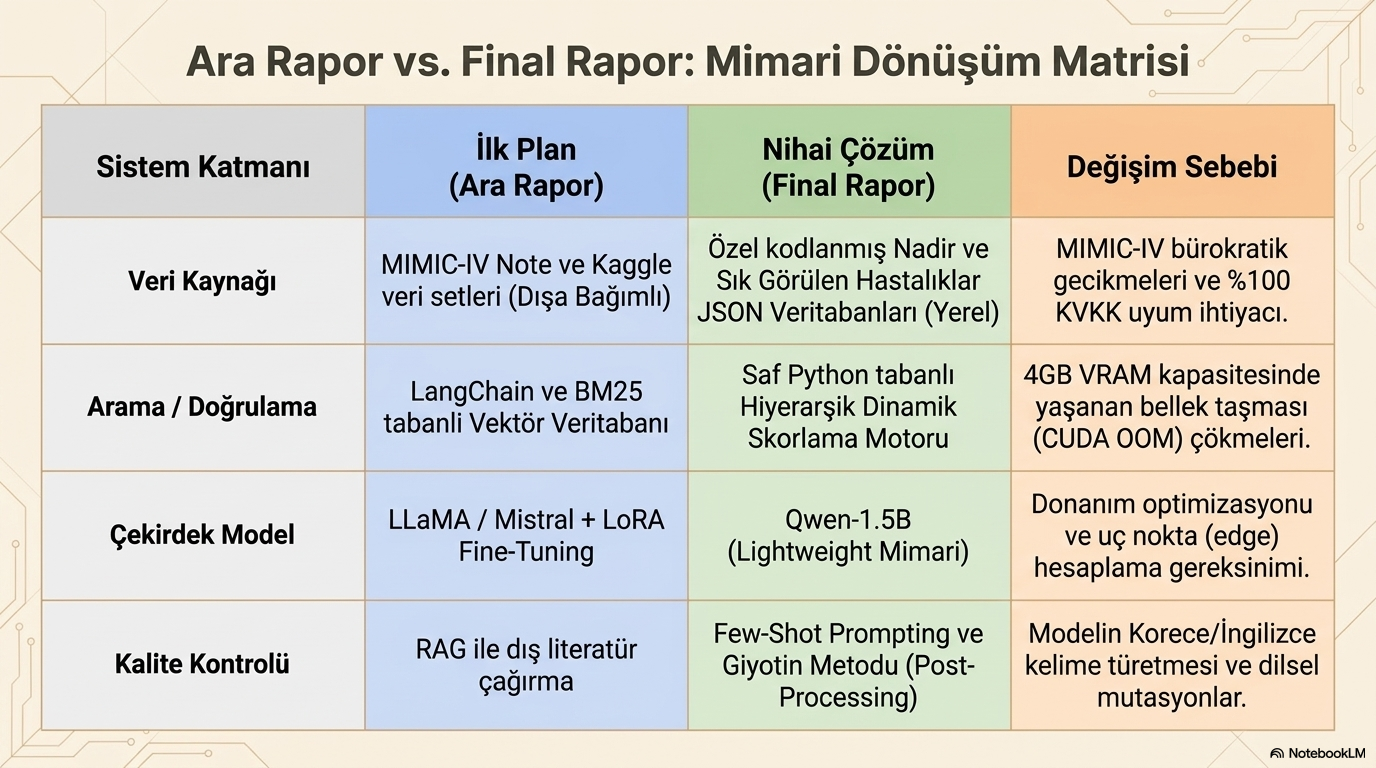 Ara Rapor vs. Final Rapor: Mimari Dönüşüm Matrisi
Sistem Katmanı
İlk Plan
(Ara Rapor)
Nihai Çözüm
(Final Rapor)
Değişim Sebebi
Veri Kaynağı
MIMIC-IV Note ve Kaggle
veri setleri (Dışa Bağımlı)
Özel kodlanmış Nadir ve
Sık Görülen Hastalıklar
JSON Veritabanları (Yerel)
MIMIC-IV bürokratik
gecikmeleri ve %100
KVKK uyum ihtiyacı.
Arama / Doğrulama
LangChain ve BM25
tabanli Vektör Veritabanı
Saf Python tabanlı
Hiyerarşik Dinamik
Skorlama Motoru
4GB VRAM kapasitesinde
yaşanan bellek taşması
(CUDA OOM) çökmeleri.
Çekirdek Model
LLaMA / Mistral + LoRA
Fine-Tuning
Qwen-1.5B
(Lightweight Mimari)
Donanım optimizasyonu
ve uç nokta (edge)
hesaplama gereksinimi.
Kalite Kontrolü
RAG ile dış literatür
çağırma
Few-Shot Prompting ve
Giyotin Metodu (Post-
Processing)
Modelin Korece/İngilizce
kelime türetmesi ve dilsel
mutasyonlar.
NotebookLM